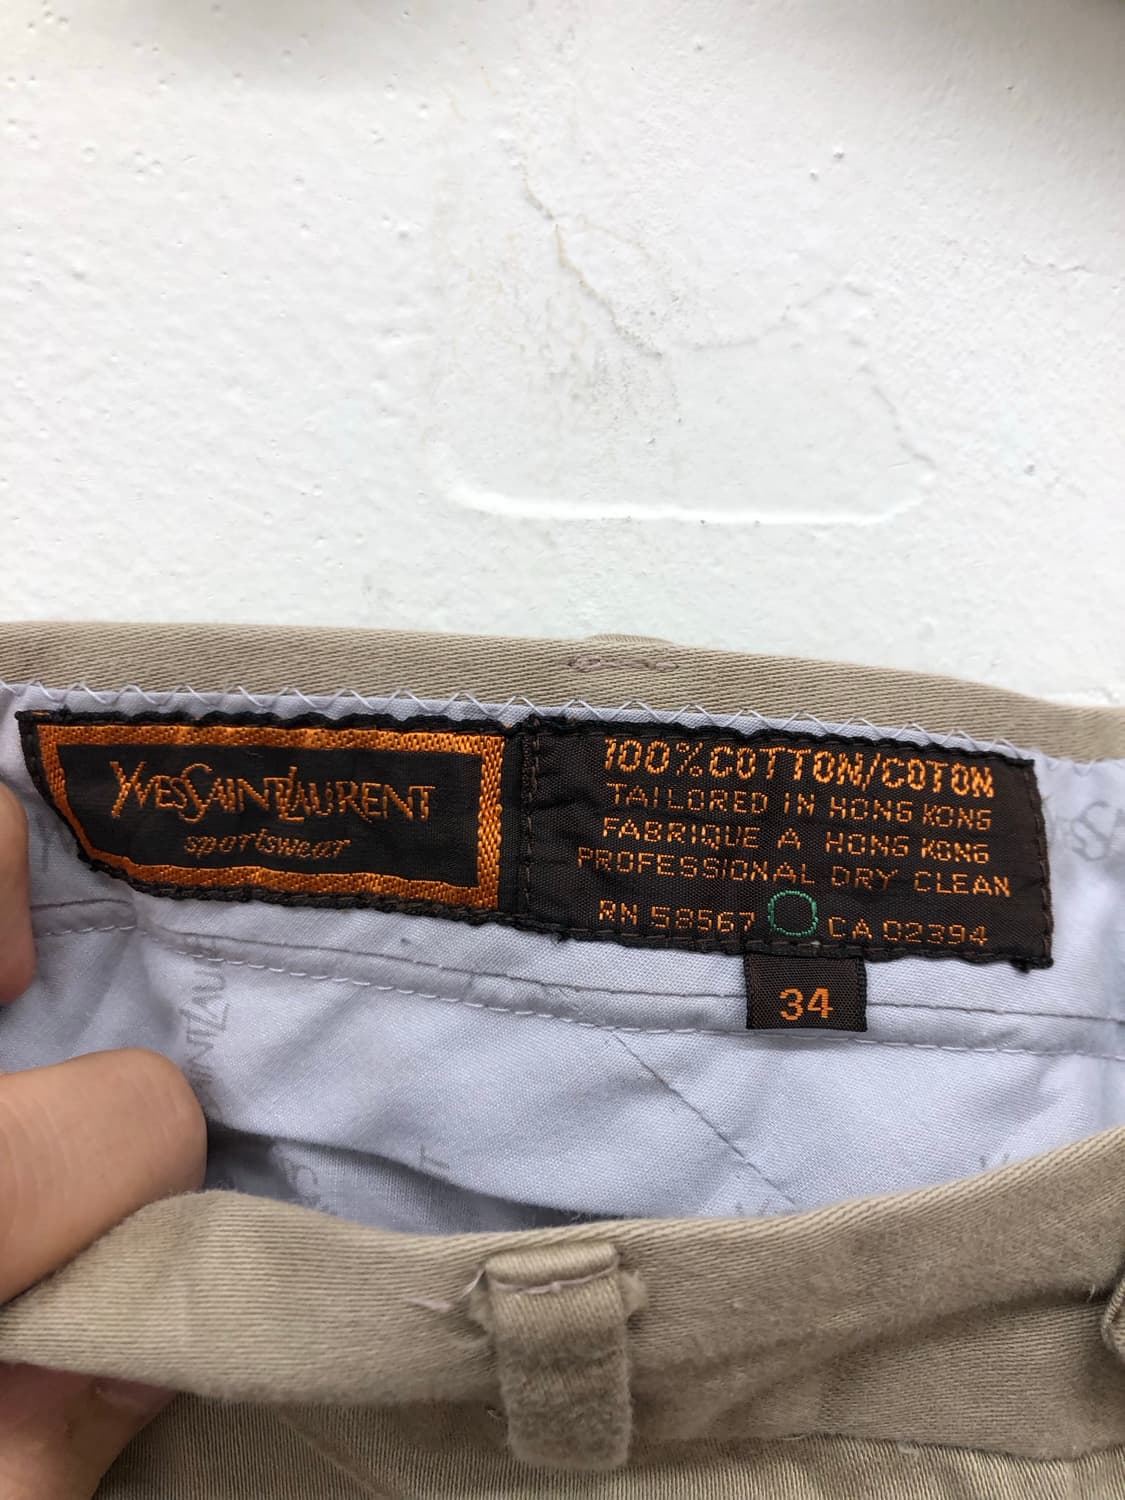 YVESSAINTLAURENT
sportswear
100% COTTON/COTON
TAILORED IN HONG KONG
FABRIQUE A HONG KONG
PROFESSIONAL DRY CLEAN
RN 58567 CA 02394
34